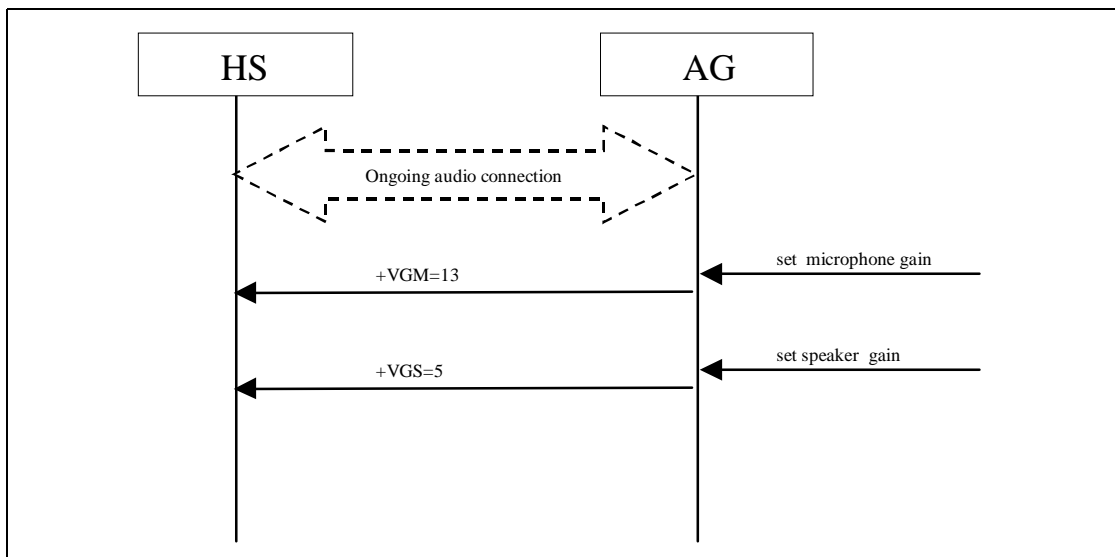 HS
AG
Ongoing audio connection
set microphone gain
+VGM=13
set speaker gain
+VGS=5